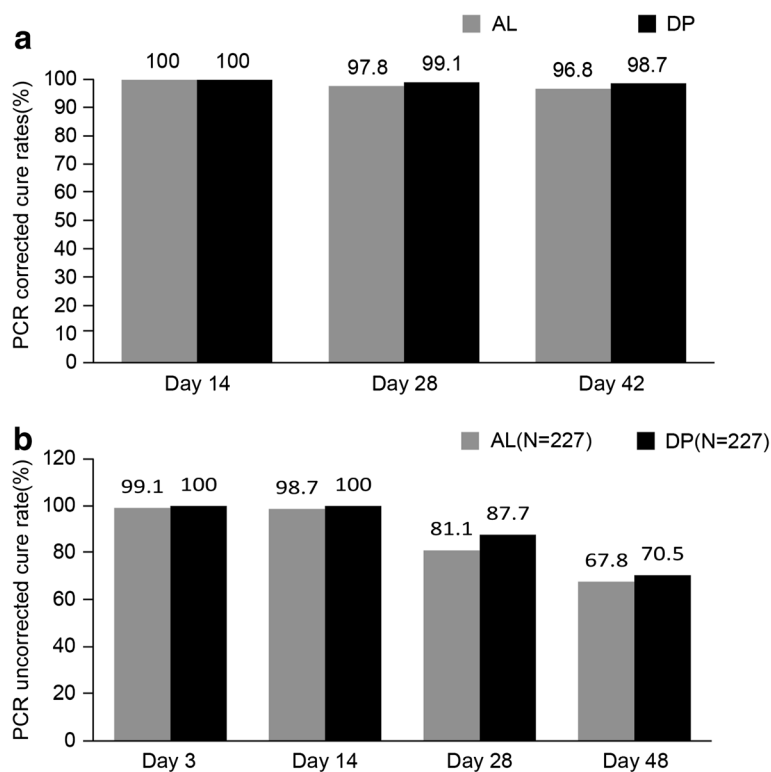 a
AL DP
PCR corrected cure rates(%)
100
90
80
70
60
50
40
30
20
10
0
100 100 97.8 99.1 96.8 98.7
Day 14 Day 28 Day 42
b
AL(N=227) DP(N=227)
PCR uncorrected cure rate(%)
120
100
80
60
40
20
0
99.1 100 98.7 100 81.1 87.7 67.8 70.5
Day 3 Day 14 Day 28 Day 48